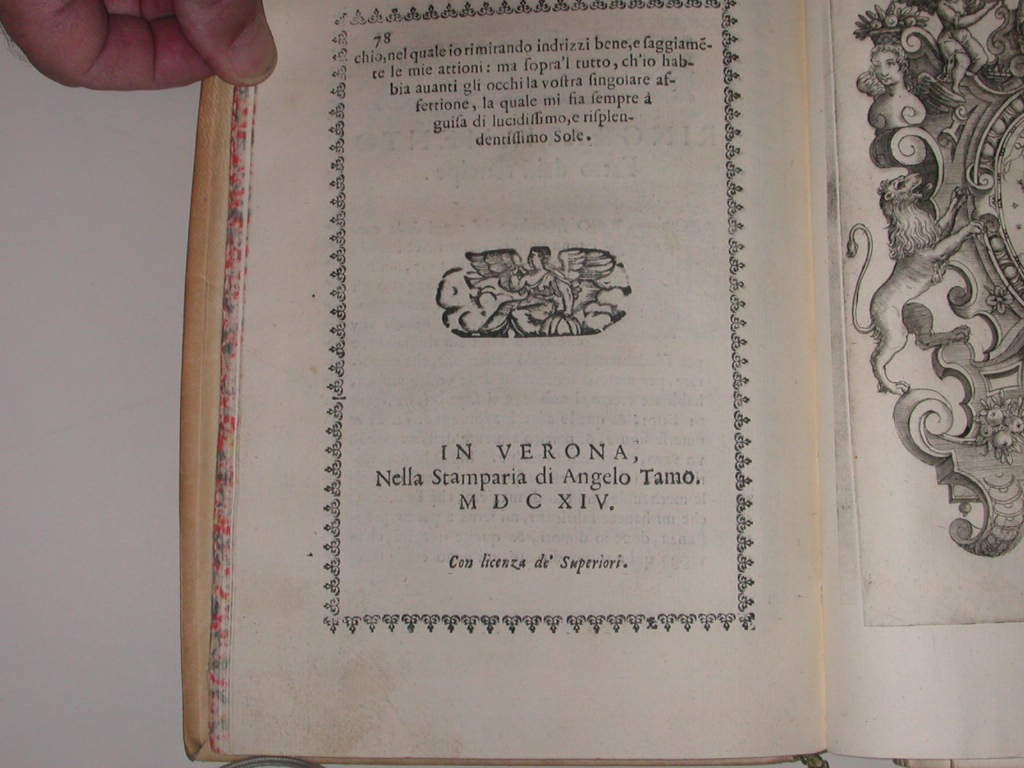 78
chio, nel quale io rimirando indrizzi bene, e ſaggiamē-
te le mie attioni: ma ſopra'l tutto, ch'io hab-
bia auanti gli occhi la voſtra ſingolare af-
fettione, la quale mi ſia ſempre à
guiſa di lucidiſſimo, e riſplen-
dentiſſimo Sole.
IN VERONA,
Nella Stamparia di Angelo Tamo.
M D C XIV.
Con licenza de' Superiori.